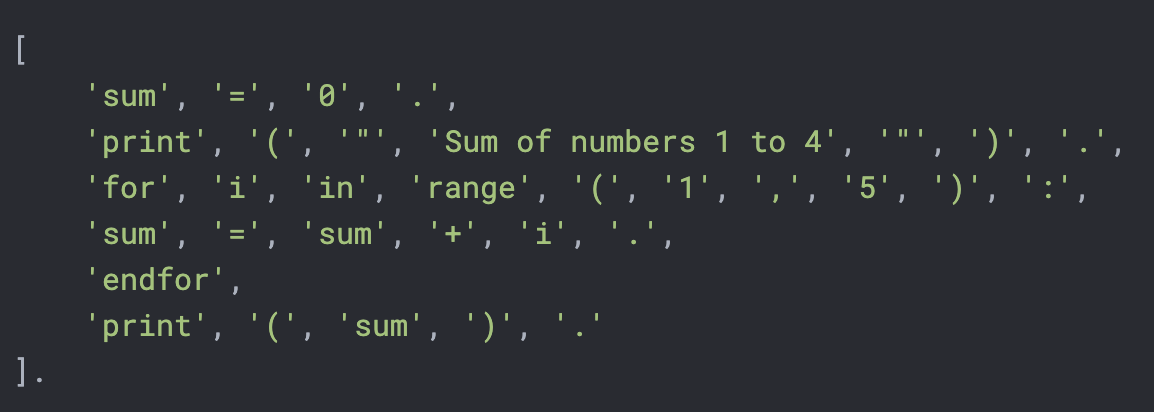 [
'sum', '=', '0', '.',
'print', '(', '"', 'Sum of numbers 1 to 4', '"', ')', '.',
'for', 'i', 'in', 'range', '(', '1', ',', '5', ')', ':',
'sum', '=', 'sum', '+', 'i', '.',
'endfor',
'print', '(', 'sum', ')', '.'
].